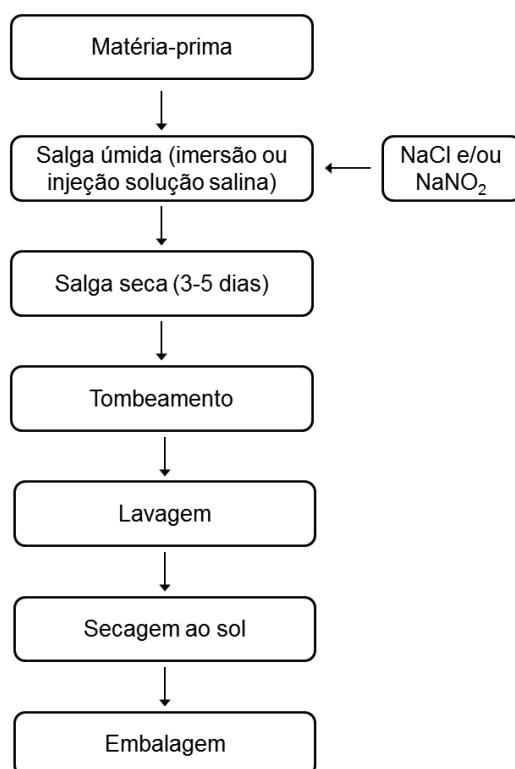 Matéria-prima
Salga úmida (imersão ou
injeção solução salina)
NaCl e/ou
NaNO₂
Salga seca (3-5 dias)
Tombeamento
Lavagem
Secagem ao sol
Embalagem